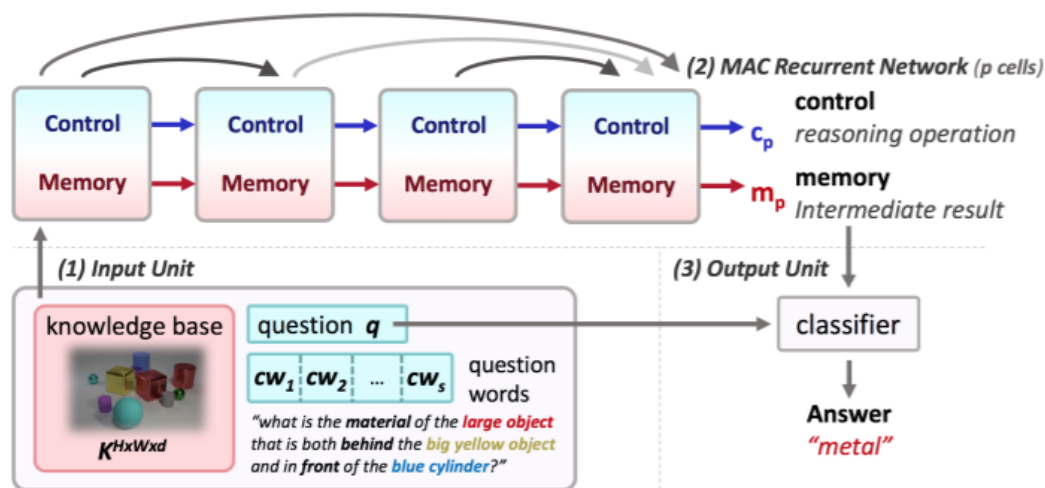 (2) MAC Recurrent Network (p cells)
Control Control Control Control
Memory Memory Memory Memory
c_p control
reasoning operation
m_p memory
Intermediate result
(1) Input Unit
(3) Output Unit
knowledge base
K^HxWxd
question q
cw_1 cw_2 ... cw_s
question
words
“what is the material of the large object
that is both behind the big yellow object
and in front of the blue cylinder?”
classifier
Answer
“metal”